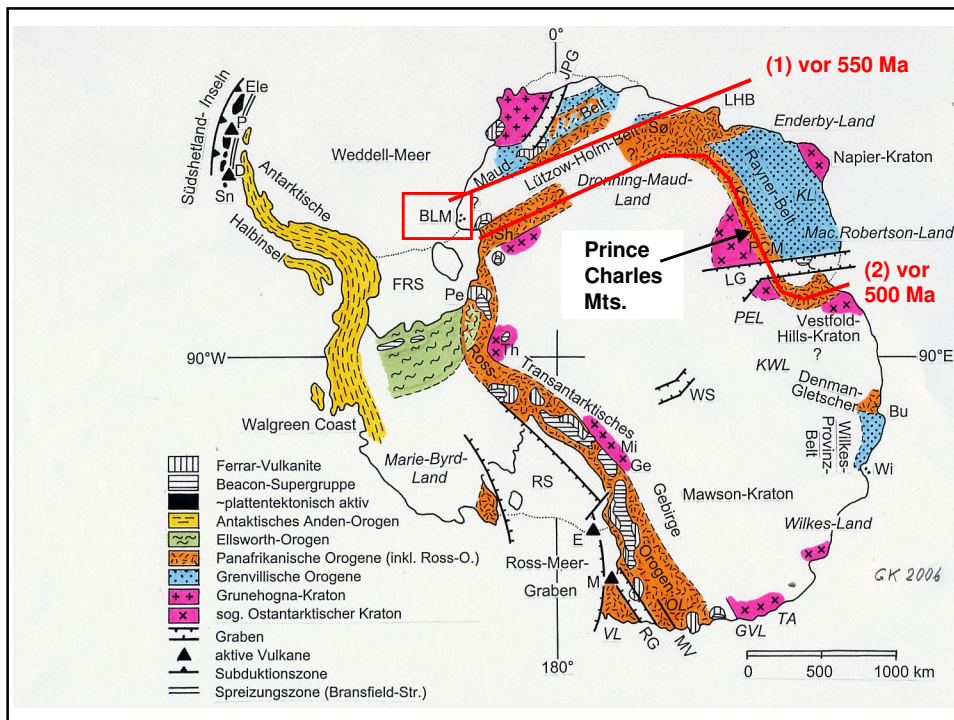 0°
(1) vor 550 Ma
JPG
LHB
Ele
Enderby-Land
Südshetland- Inseln
P
Belt
Sø
Napier-Kraton
Weddell-Meer
D
Maud-
Lützow-Holm-Belt
Rayner Belt
KL
Sn
Antarktische
?
Dronning-Maud-
Land
BLM
Mac.Robertson-Land
Halbinsel
Sh
Prince
Charles
Mts.
PCM
FRS
LG
(2) vor
500 Ma
Pe
PEL
Vestfold-
Hills-Kraton
?
90°W
Th
90°E
KWL
Ross-
Transantarktisches
WS
Denman-
Gletscher
Bu
Walgreen Coast
Wilkes-
Provinz-
Belt
Mi
Ge
Wi
Marie-Byrd-
Land
RS
Gebirge
Mawson-Kraton
Wilkes-Land
E
Ross-Meer-
Graben
M
Orogen
OL
GK 2006
VL
RG
MV
GVL
TA
180°
0 500 1000 km
Ferrar-Vulkanite
Beacon-Supergruppe
~plattentektonisch aktiv
Antaktisches Anden-Orogen
Ellsworth-Orogen
Panafrikanische Orogene (inkl. Ross-O.)
Grenvillische Orogene
Grunehogna-Kraton
sog. Ostantarktischer Kraton
Graben
aktive Vulkane
Subduktionszone
Spreizungszone (Bransfield-Str.)